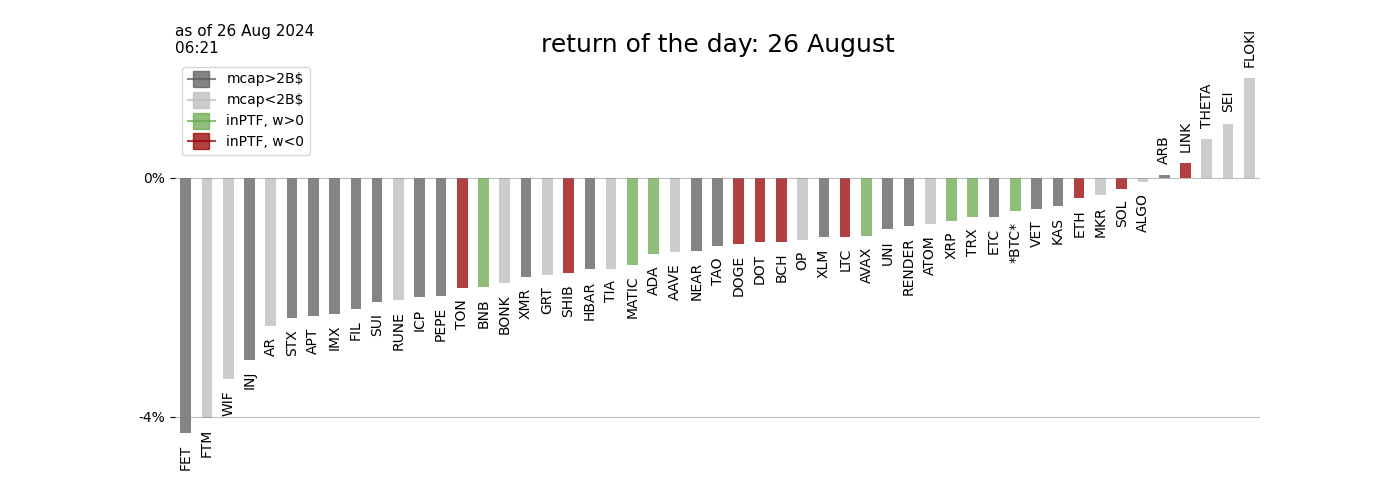 as of 26 Aug 2024
06:21
return of the day: 26 August
mcap>2B$
mcap<2B$
inPTF, w>0
inPTF, w<0
0%
-4%
FET
FTM
WIF
INJ
AR
STX
APT
IMX
FIL
SUI
RUNE
ICP
PEPE
TON
BNB
BONK
XMR
GRT
SHIB
HBAR
TIA
MATIC
ADA
AAVE
NEAR
TAO
DOGE
DOT
BCH
OP
XLM
LTC
AVAX
UNI
RENDER
ATOM
XRP
TRX
ETC
*BTC*
VET
KAS
ETH
MKR
SOL
ALGO
ARB
LINK
THETA
SEI
FLOKI